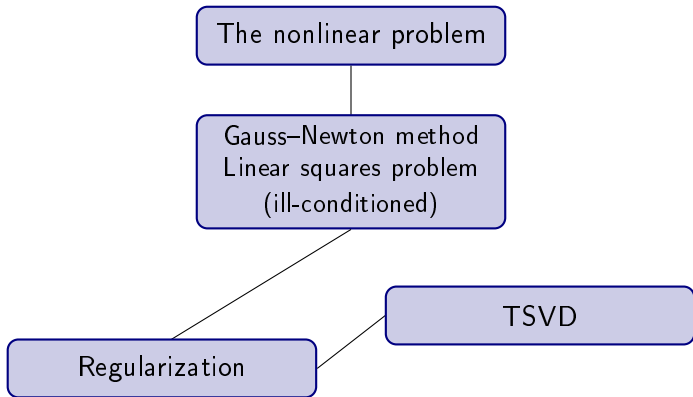 The nonlinear problem
Gauss–Newton method
Linear squares problem
(ill-conditioned)
TSVD
Regularization